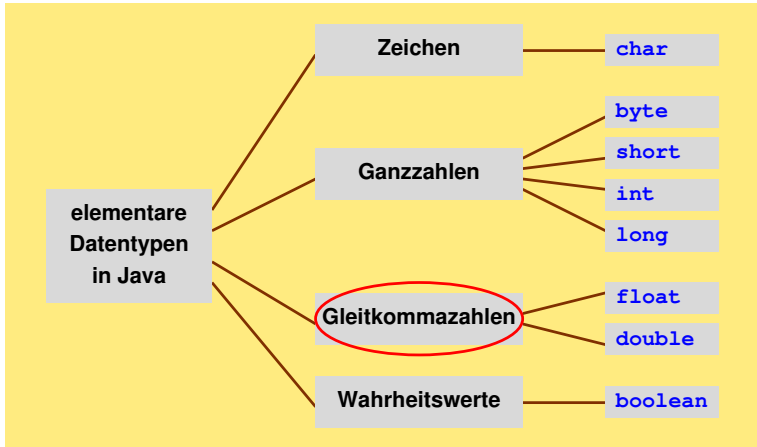 elementare
Datentypen
in Java
Zeichen
char
Ganzzahlen
byte
short
int
long
Gleitkommazahlen
float
double
Wahrheitswerte
boolean